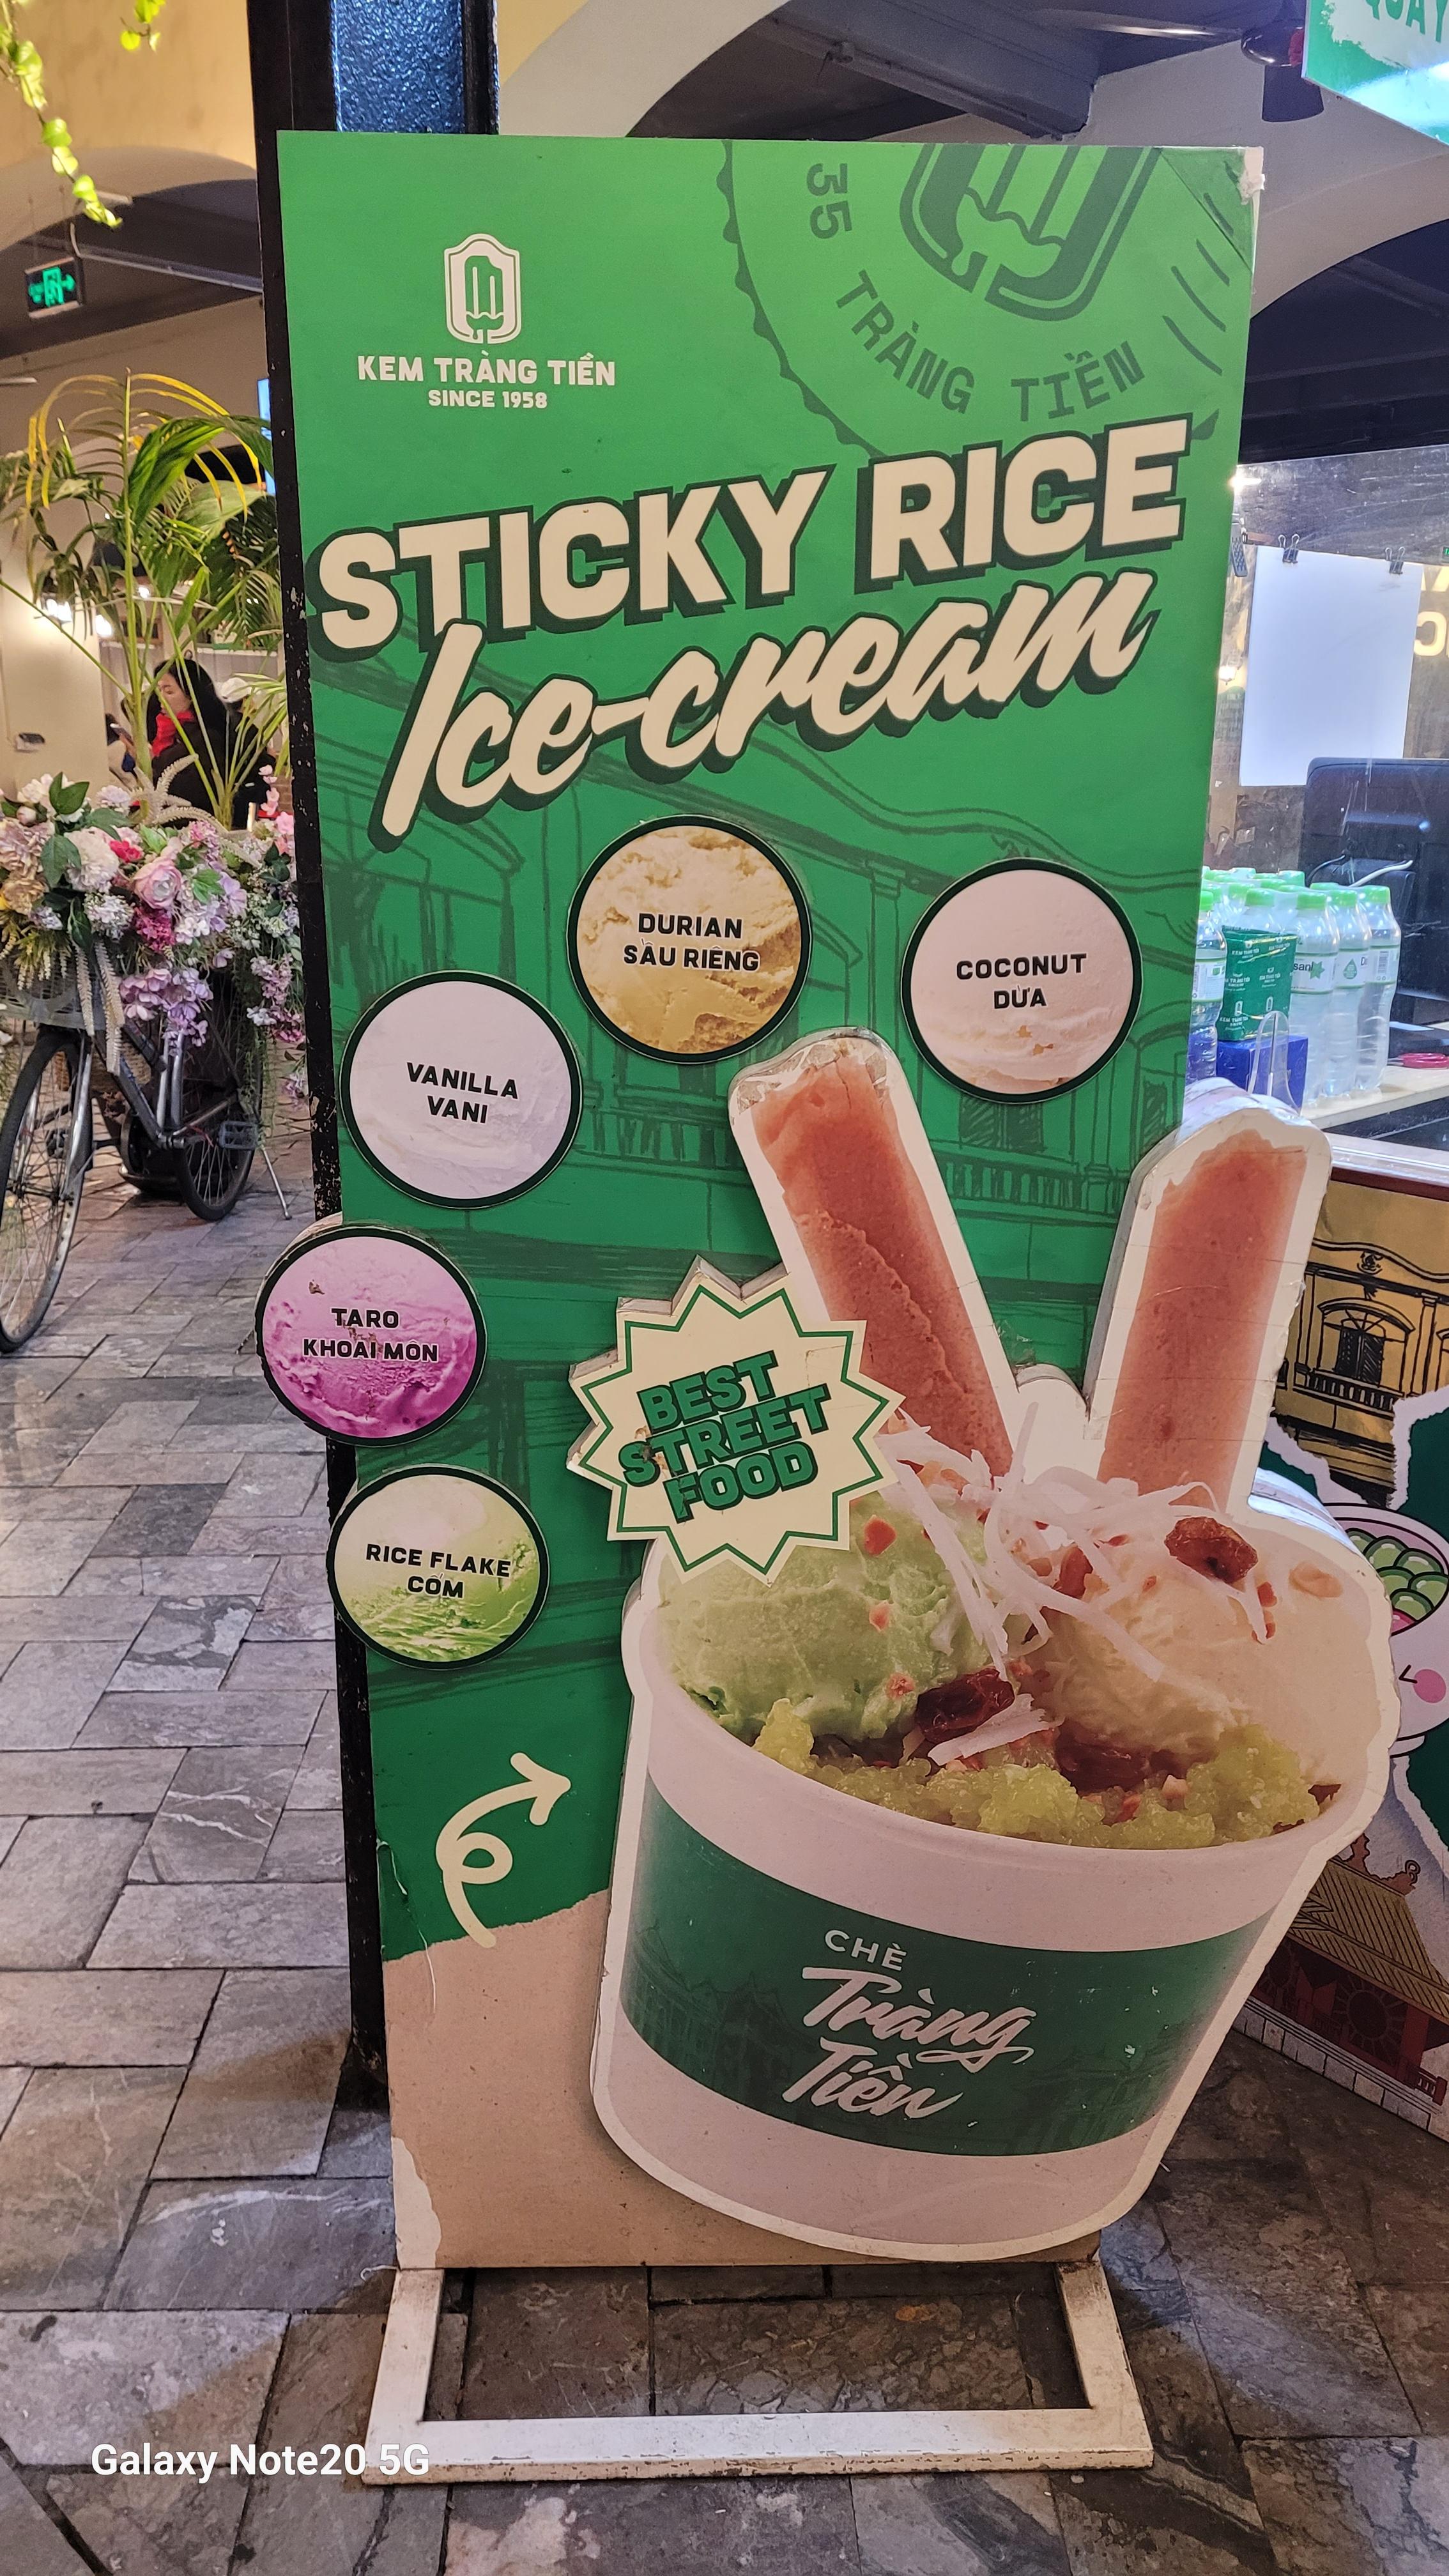 35 TRÀNG TIỀN
KEM TRÀNG TIỀN
SINCE 1958
STICKY RICE
Ice-cream
DURIAN
SẦU RIÊNG
COCONUT
DỪA
VANILLA
VANI
TARO
KHOAI MÔN
RICE FLAKE
CỐM
BEST
STREET
FOOD
CHÈ
Tràng
Tiền
Galaxy Note20 5G